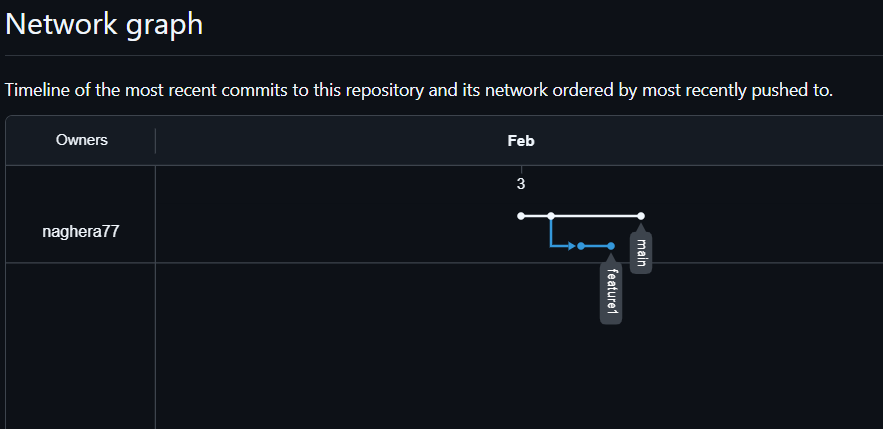 Network graph
Timeline of the most recent commits to this repository and its network ordered by most recently pushed to.
Owners
Feb
3
naghera77
main
feature1